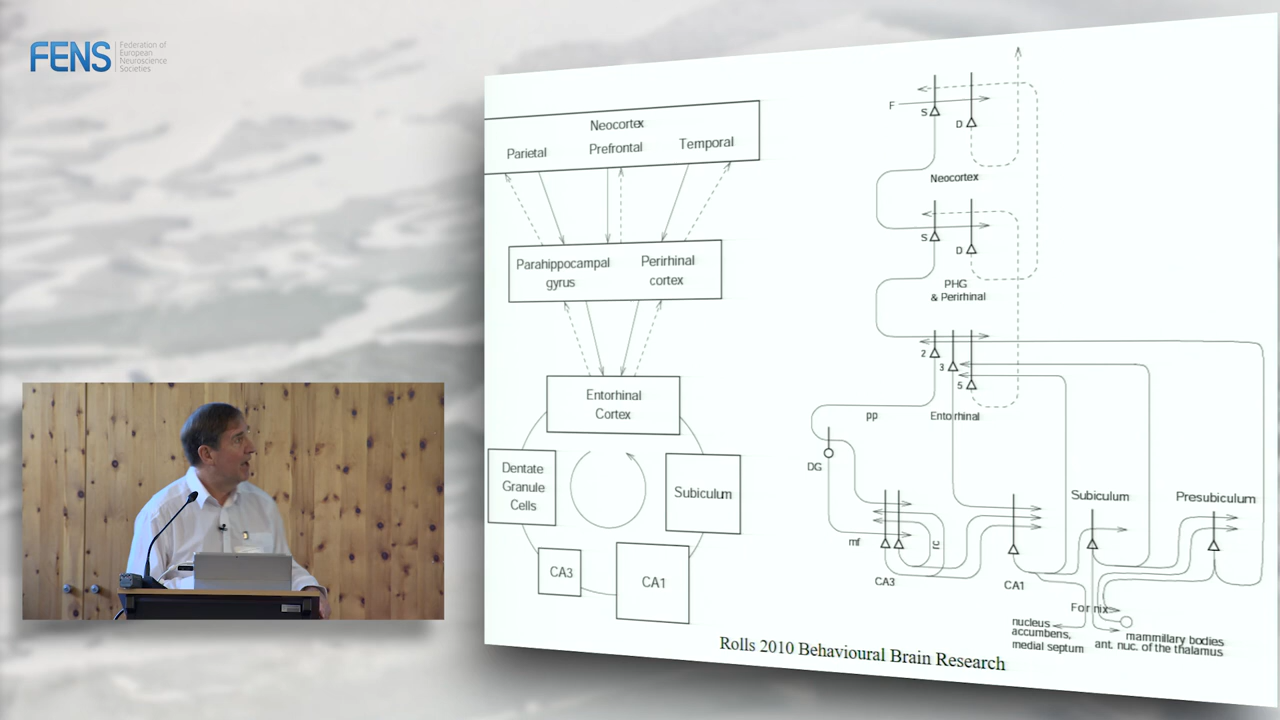 FENS
Federation of
European
Neuroscience
Societies
Neocortex
Parietal Prefrontal Temporal
Parahippocampal
gyrus
Perirhinal
cortex
Entorhinal
Cortex
Dentate
Granule
Cells
Subiculum
CA3
CA1
F
S
D
Neocortex
S
D
PHG
& Perirhinal
2
3
5
pp
Entorhinal
DG
Subiculum
Presubiculum
mf
rc
CA3
CA1
Fornix
nucleus
accumbens,
medial septum
mammillary bodies
ant. nuc. of the thalamus
Rolls 2010 Behavioural Brain Research